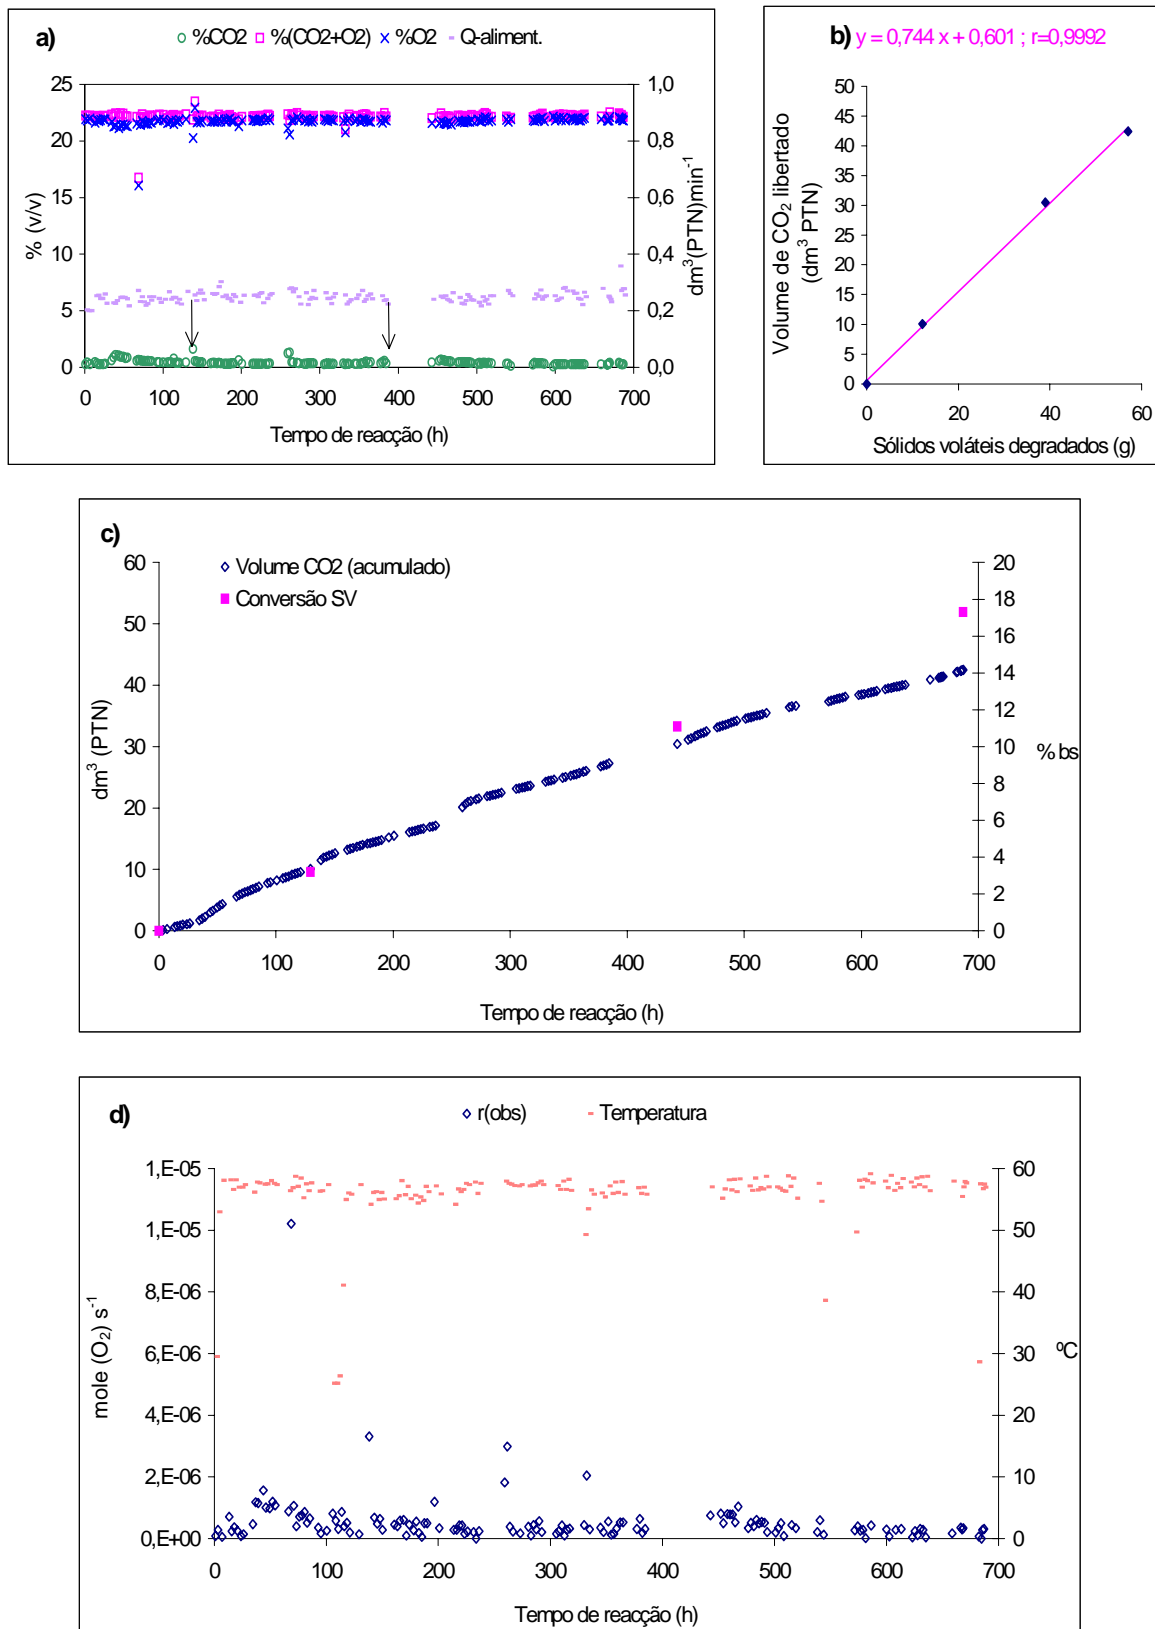 a)
%CO2 %(CO2+O2) %O2 Q-aliment.
25
20
15
10
5
0
% (v/v)
1,0
0,8
0,6
0,4
0,2
0,0
dm³(PTN)min⁻¹
0 100 200 300 400 500 600 700
Tempo de reacção (h)
b) y = 0,744 x + 0,601 ; r=0,9992
50
45
40
35
30
25
20
15
10
5
0
Volume de CO₂ libertado
(dm³ PTN)
0 20 40 60
Sólidos voláteis degradados (g)
c)
Volume CO2 (acumulado)
Conversão SV
60
50
40
30
20
10
0
dm³ (PTN)
20
18
16
14
12
10
8
6
4
2
0
% bs
0 100 200 300 400 500 600 700
Tempo de reacção (h)
d)
r(obs) Temperatura
1,E-05
1,E-05
8,E-06
6,E-06
4,E-06
2,E-06
0,E+00
mole (O₂) s⁻¹
60
50
40
30
20
10
0
ºC
0 100 200 300 400 500 600 700
Tempo de reacção (h)